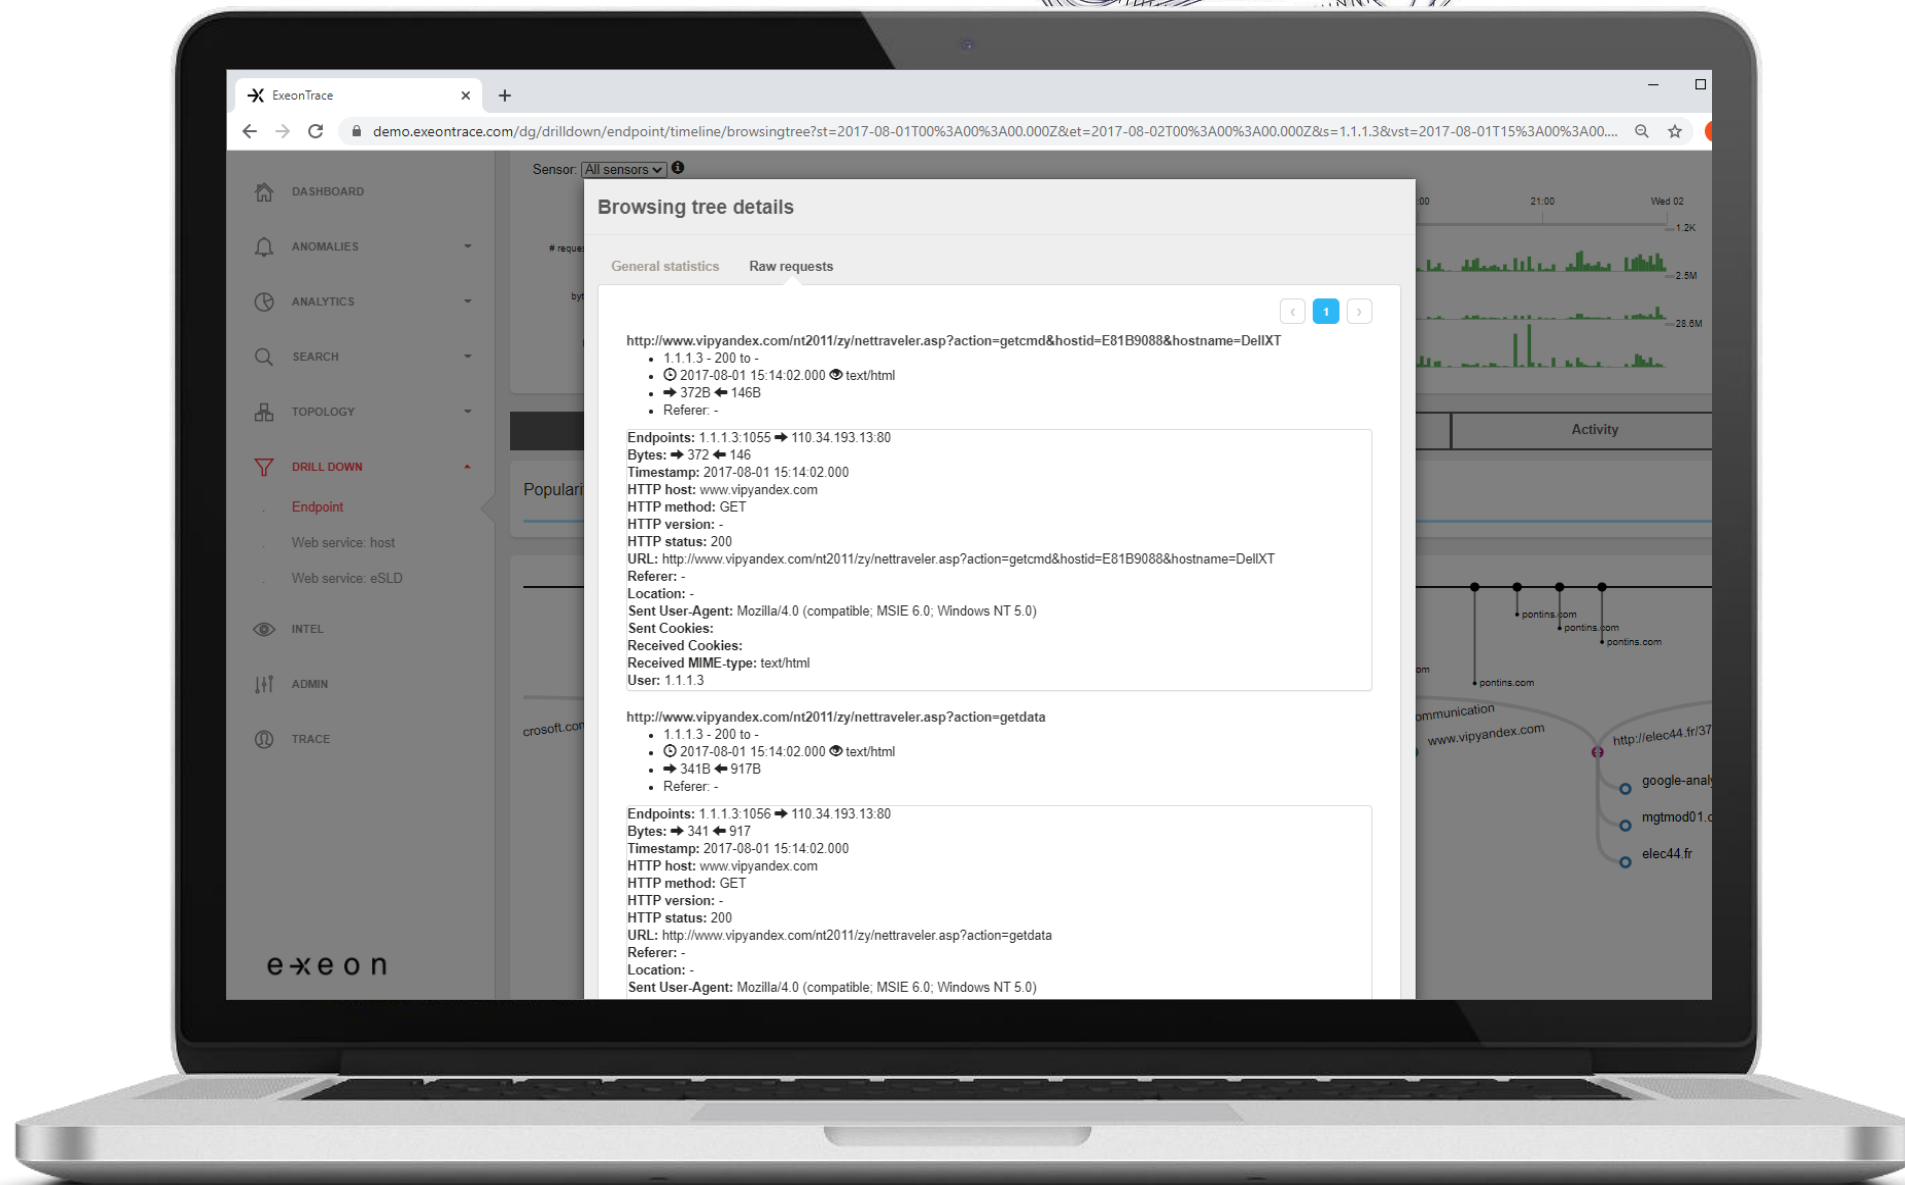 ExeonTrace
demo.exeontrace.com/dg/drilldown/endpoint/timeline/browsingtree?st=2017-08-01T00%3A00%3A00.000Z&et=2017-08-02T00%3A00%3A00.000Z&s=1.1.1.3&vst=2017-08-01T15%3A00%3A00....
DASHBOARD
ANOMALIES
ANALYTICS
SEARCH
TOPOLOGY
DRILL DOWN
Endpoint
Web service: host
Web service: eSLD
INTEL
ADMIN
TRACE
exeon
Sensor: All sensors
# reque
byt
:00
21:00
Wed 02
1.2K
2.5M
28.6M
Activity
Populari
Browsing tree details
General statistics
Raw requests
1
http://www.vipyandex.com/nt2011/zy/nettraveler.asp?action=getcmd&hostid=E81B9088&hostname=DellXT
1.1.1.3 - 200 to -
2017-08-01 15:14:02.000 text/html
➡ 372B ⬅ 146B
Referer: -
Endpoints: 1.1.1.3:1055 ➡ 110.34.193.13:80
Bytes: ➡ 372 ⬅ 146
Timestamp: 2017-08-01 15:14:02.000
HTTP host: www.vipyandex.com
HTTP method: GET
HTTP version: -
HTTP status: 200
URL: http://www.vipyandex.com/nt2011/zy/nettraveler.asp?action=getcmd&hostid=E81B9088&hostname=DellXT
Referer: -
Location: -
Sent User-Agent: Mozilla/4.0 (compatible; MSIE 6.0; Windows NT 5.0)
Sent Cookies:
Received Cookies:
Received MIME-type: text/html
User: 1.1.1.3
http://www.vipyandex.com/nt2011/zy/nettraveler.asp?action=getdata
1.1.1.3 - 200 to -
2017-08-01 15:14:02.000 text/html
➡ 341B ⬅ 917B
Referer: -
Endpoints: 1.1.1.3:1056 ➡ 110.34.193.13:80
Bytes: ➡ 341 ⬅ 917
Timestamp: 2017-08-01 15:14:02.000
HTTP host: www.vipyandex.com
HTTP method: GET
HTTP version: -
HTTP status: 200
URL: http://www.vipyandex.com/nt2011/zy/nettraveler.asp?action=getdata
Referer: -
Location: -
Sent User-Agent: Mozilla/4.0 (compatible; MSIE 6.0; Windows NT 5.0)
pontins.com
pontins.com
pontins.com
om
pontins.com
crosoft.con
ommunication
www.vipyandex.com
http://elec44.fr/37
google-analy
mgtmod01.c
elec44.fr